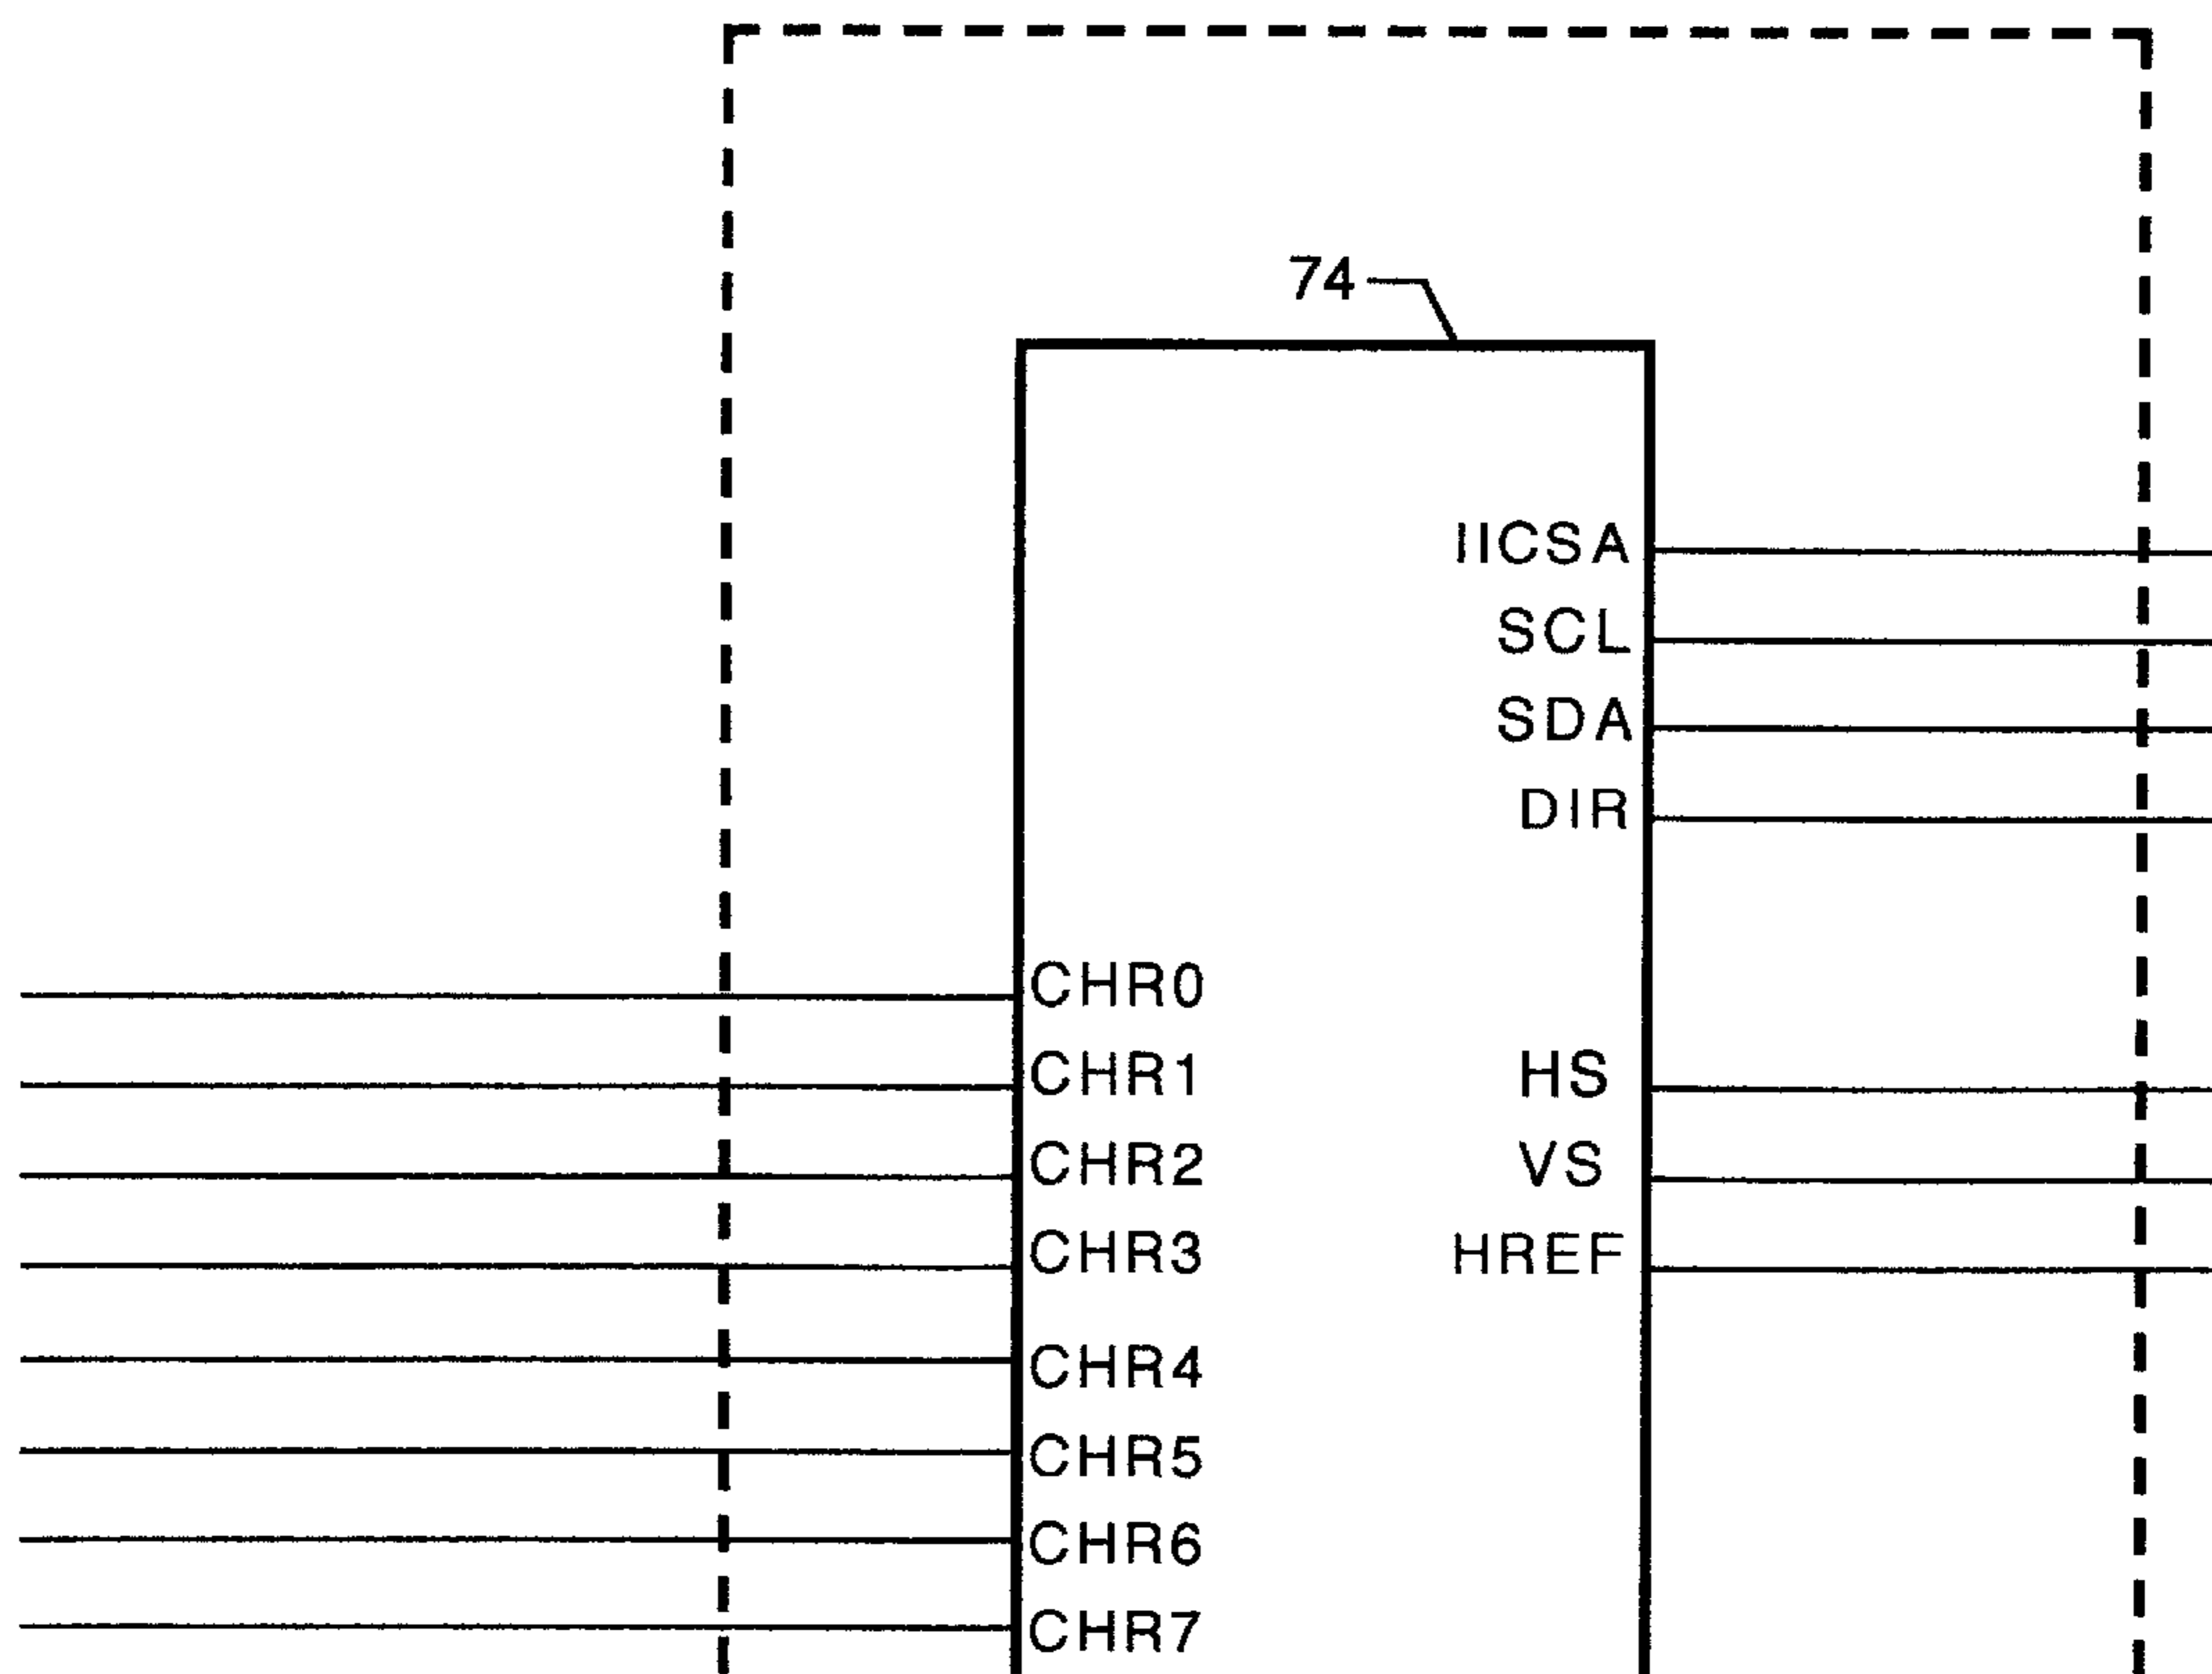 74
IICSA
SCL
SDA
DIR
CHR0
CHR1
HS
CHR2
VS
CHR3
HREF
CHR4
CHR5
CHR6
CHR7